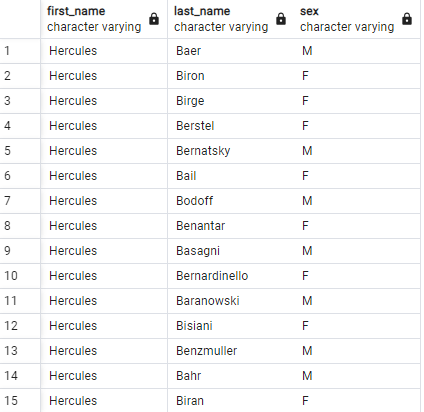 first_name last_name sex
character varying character varying character varying
1 Hercules Baer M
2 Hercules Biron F
3 Hercules Birge F
4 Hercules Berstel F
5 Hercules Bernatsky M
6 Hercules Bail F
7 Hercules Bodoff M
8 Hercules Benantar F
9 Hercules Basagni M
10 Hercules Bernardinello F
11 Hercules Baranowski M
12 Hercules Bisiani F
13 Hercules Benzmuller M
14 Hercules Bahr M
15 Hercules Biran F